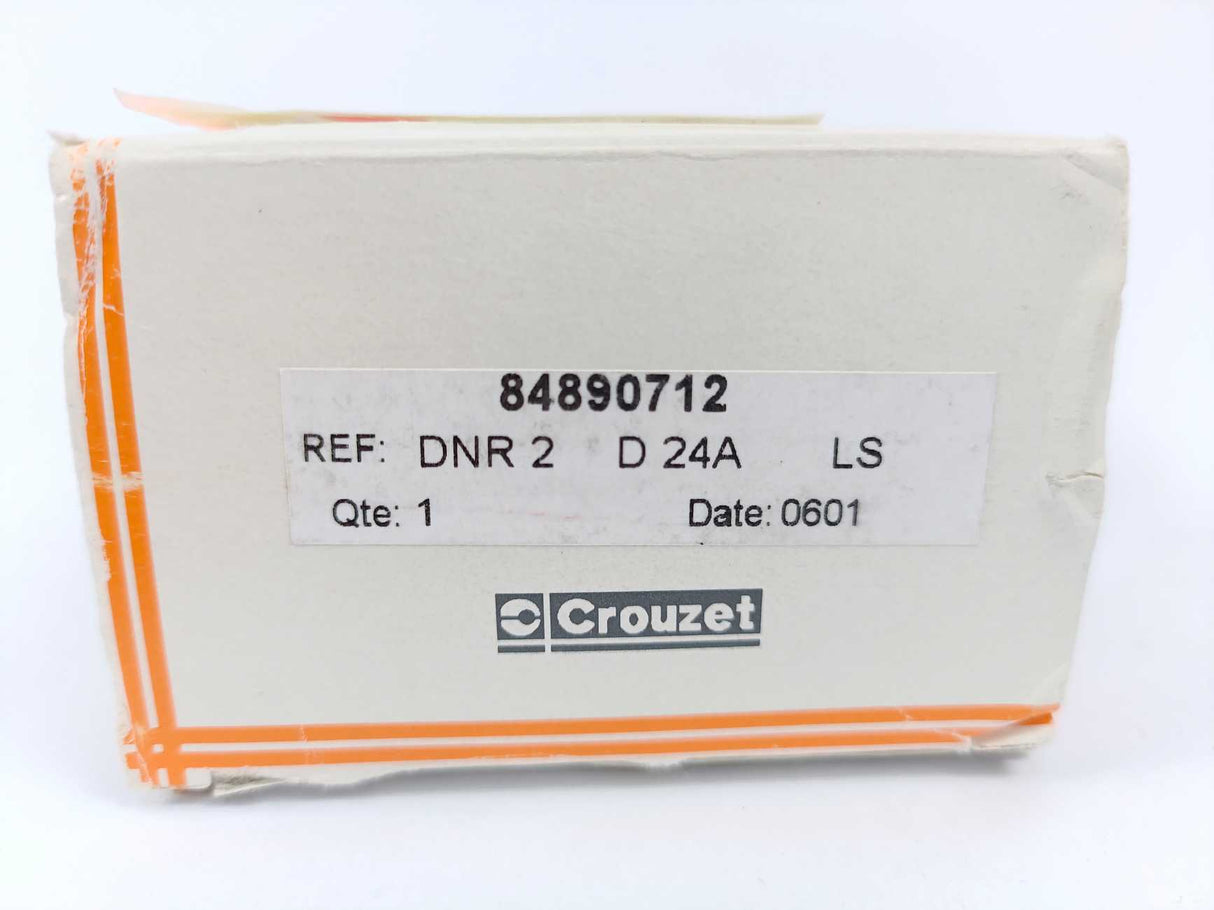 84890712
REF: DNR 2 D 24A LS
Qte: 1 Date: 0601
Crouzet